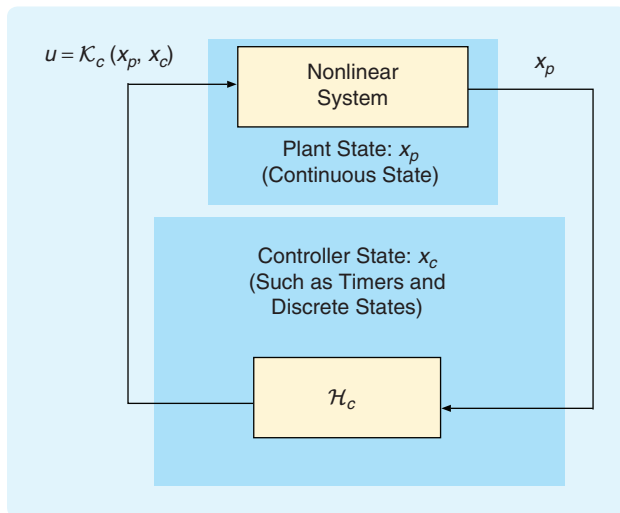 u = 𝒦c (xp, xc)
Nonlinear
System
xp
Plant State: xp
(Continuous State)
Controller State: xc
(Such as Timers and
Discrete States)
ℋc